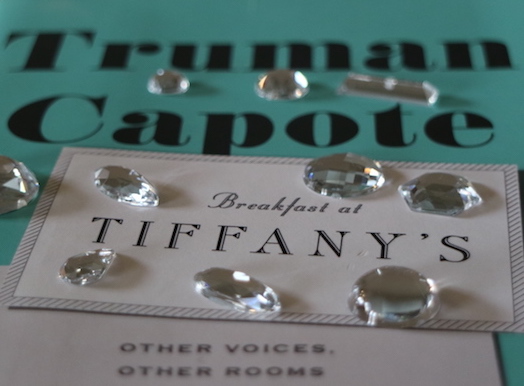 Truman
Capote
Breakfast at
TIFFANY'S
OTHER VOICES,
OTHER ROOMS